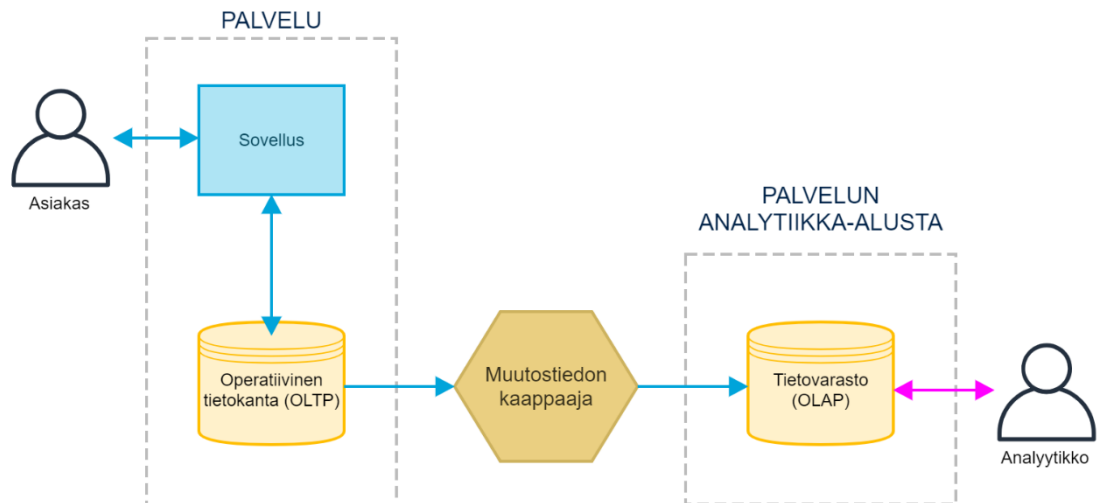 PALVELU
Sovellus
Asiakas
PALVELUN
ANALYTIIKKA-ALUSTA
Operatiivinen
tietokanta (OLTP)
Muutostiedon
kaappaaja
Tietovarasto
(OLAP)
Analyytikko